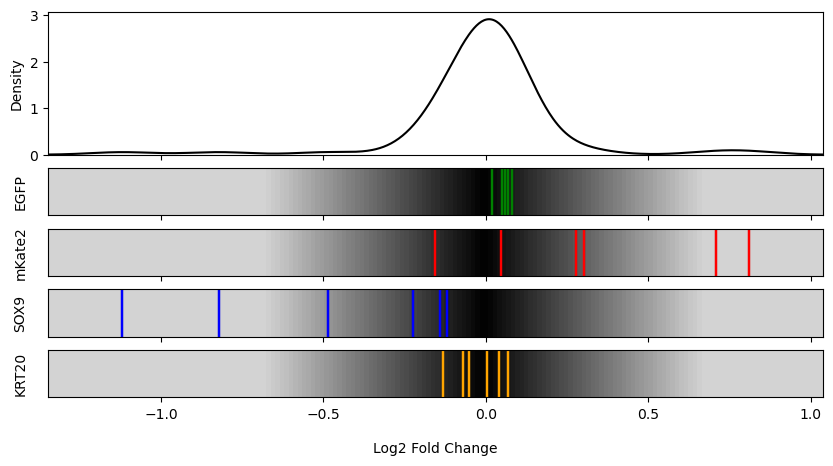 3
2
1
0
Density
EGFP
mKate2
SOX9
KRT20
−1.0 −0.5 0.0 0.5 1.0
Log2 Fold Change